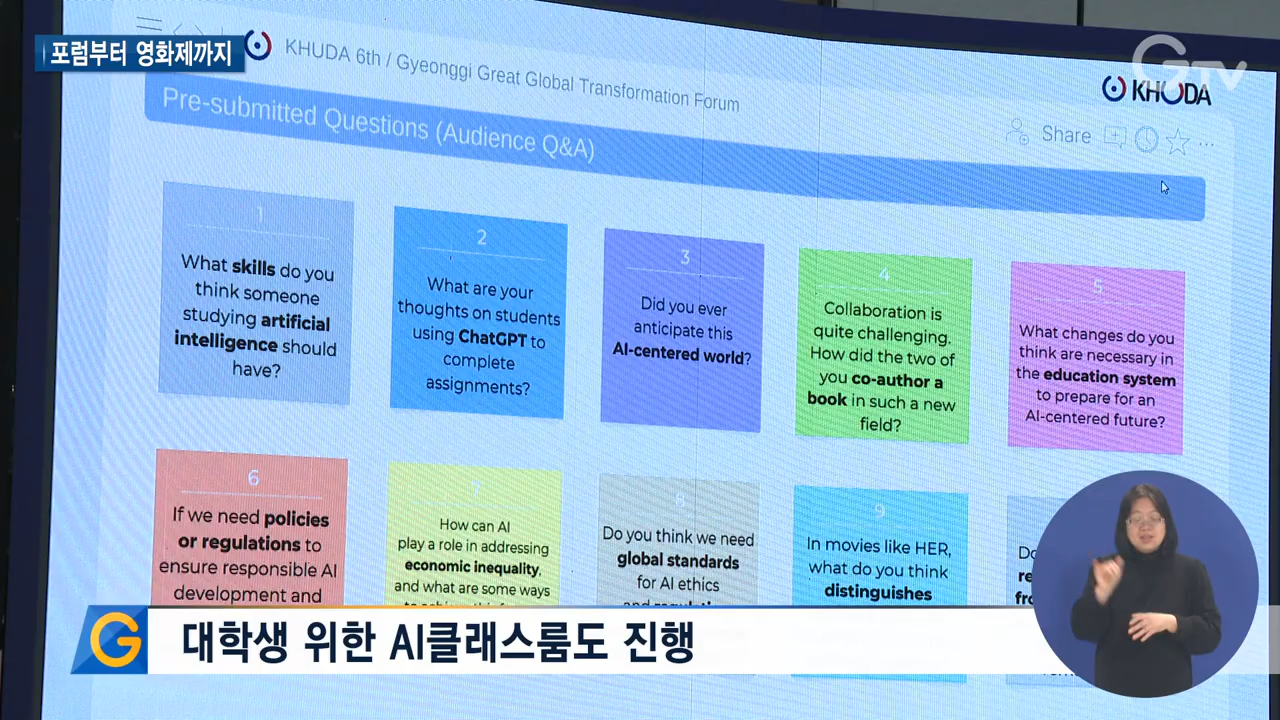 포럼부터 영화제까지
KHUDA 6th / Gyeonggi Great Global Transformation Forum
GTV
KHUDA
Pre-submitted Questions (Audience Q&A)
Share
1
What skills do you
think someone
studying artificial
intelligence should
have?
2
What are your
thoughts on students
using ChatGPT to
complete
assignments?
3
Did you ever
anticipate this
AI-centered world?
4
Collaboration is
quite challenging.
How did the two of
you co-author a
book in such a new
field?
5
What changes do you
think are necessary in
the education system
to prepare for an
AI-centered future?
6
If we need policies
or regulations to
ensure responsible AI
development and
7
How can AI
play a role in addressing
economic inequality,
and what are some ways
8
Do you think we need
global standards
for AI ethics
and
9
In movies like HER,
what do you think
distinguishes
G 대학생 위한 AI클래스룸도 진행